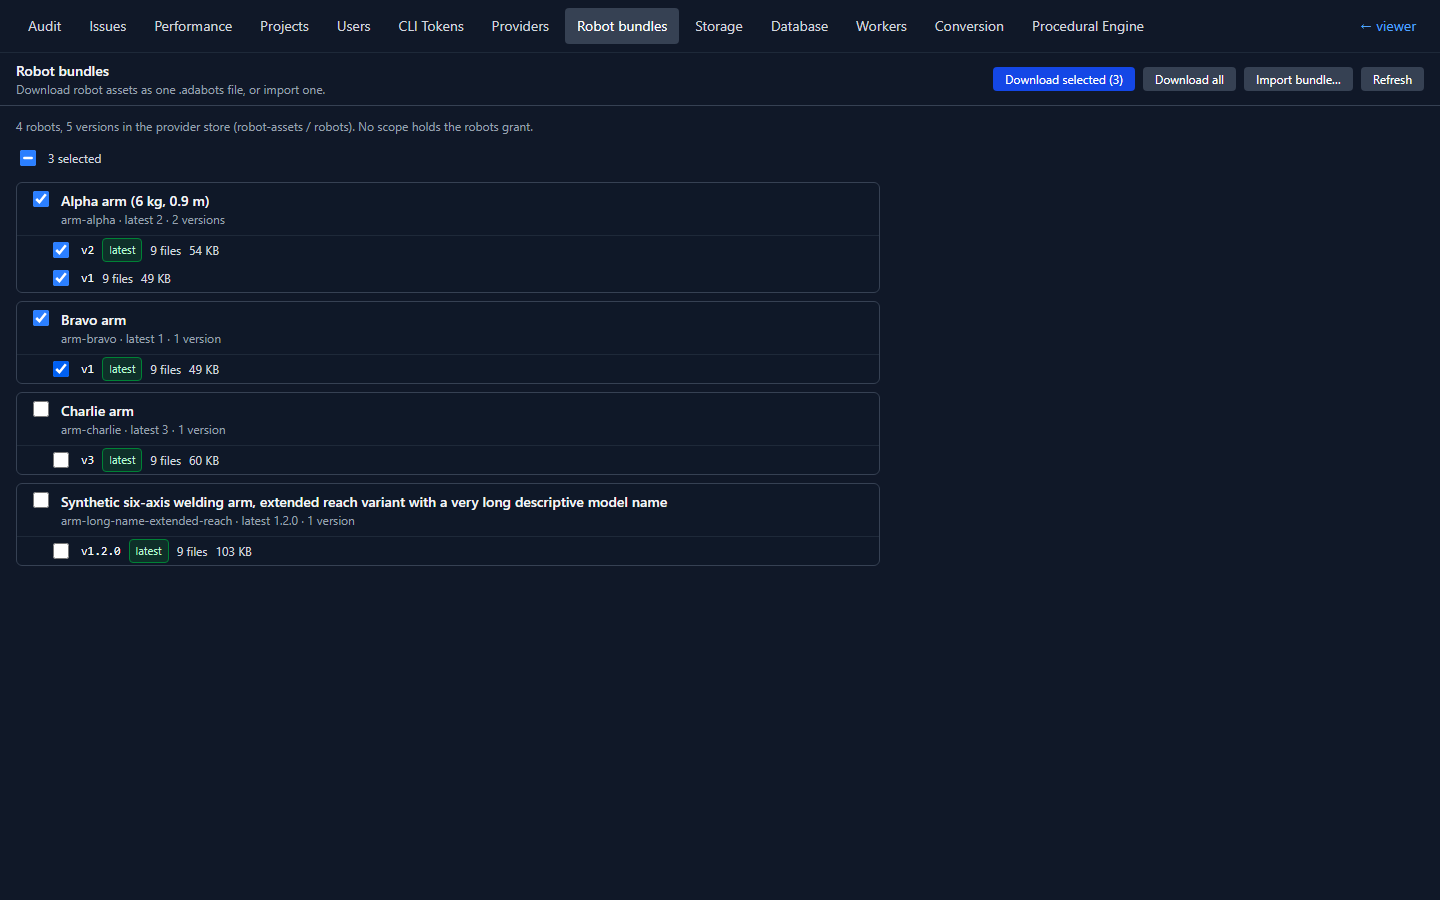 Audit Issues Performance Projects Users CLI Tokens Providers Robot bundles Storage Database Workers Conversion Procedural Engine ← viewer
Robot bundles
Download robot assets as one .adabots file, or import one.
Download selected (3) Download all Import bundle... Refresh
4 robots, 5 versions in the provider store (robot-assets / robots). No scope holds the robots grant.
3 selected
Alpha arm (6 kg, 0.9 m)
arm-alpha · latest 2 · 2 versions
v2 latest 9 files 54 KB
v1 9 files 49 KB
Bravo arm
arm-bravo · latest 1 · 1 version
v1 latest 9 files 49 KB
Charlie arm
arm-charlie · latest 3 · 1 version
v3 latest 9 files 60 KB
Synthetic six-axis welding arm, extended reach variant with a very long descriptive model name
arm-long-name-extended-reach · latest 1.2.0 · 1 version
v1.2.0 latest 9 files 103 KB